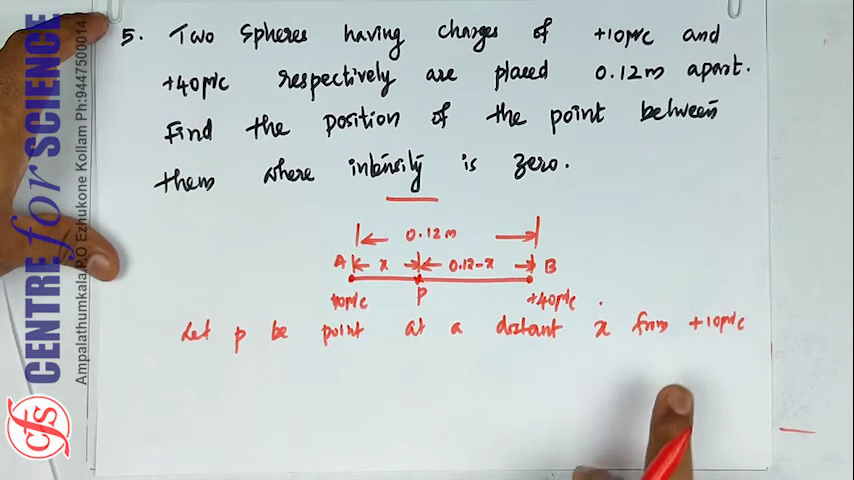 5. Two Spheres having charges of +10μc and
+40μc respectively are placed 0.12m apart.
Find the position of the point between
them where intensity is zero.
0.12m
A x 0.12-x B
10μc P +40μc
Let p be point at a distant x from +10μc
CENTRE for SCIENCE
Ampalathumkala P.O Ezhukone Kollam Ph:9447500014
cfs